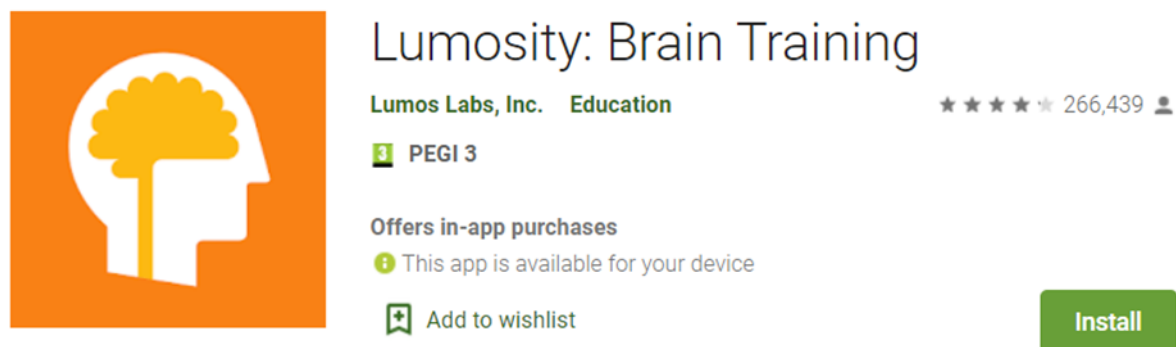 Lumosity: Brain Training
Lumos Labs, Inc. Education 266,439
3 PEGI 3
Offers in-app purchases
This app is available for your device
Add to wishlist
Install